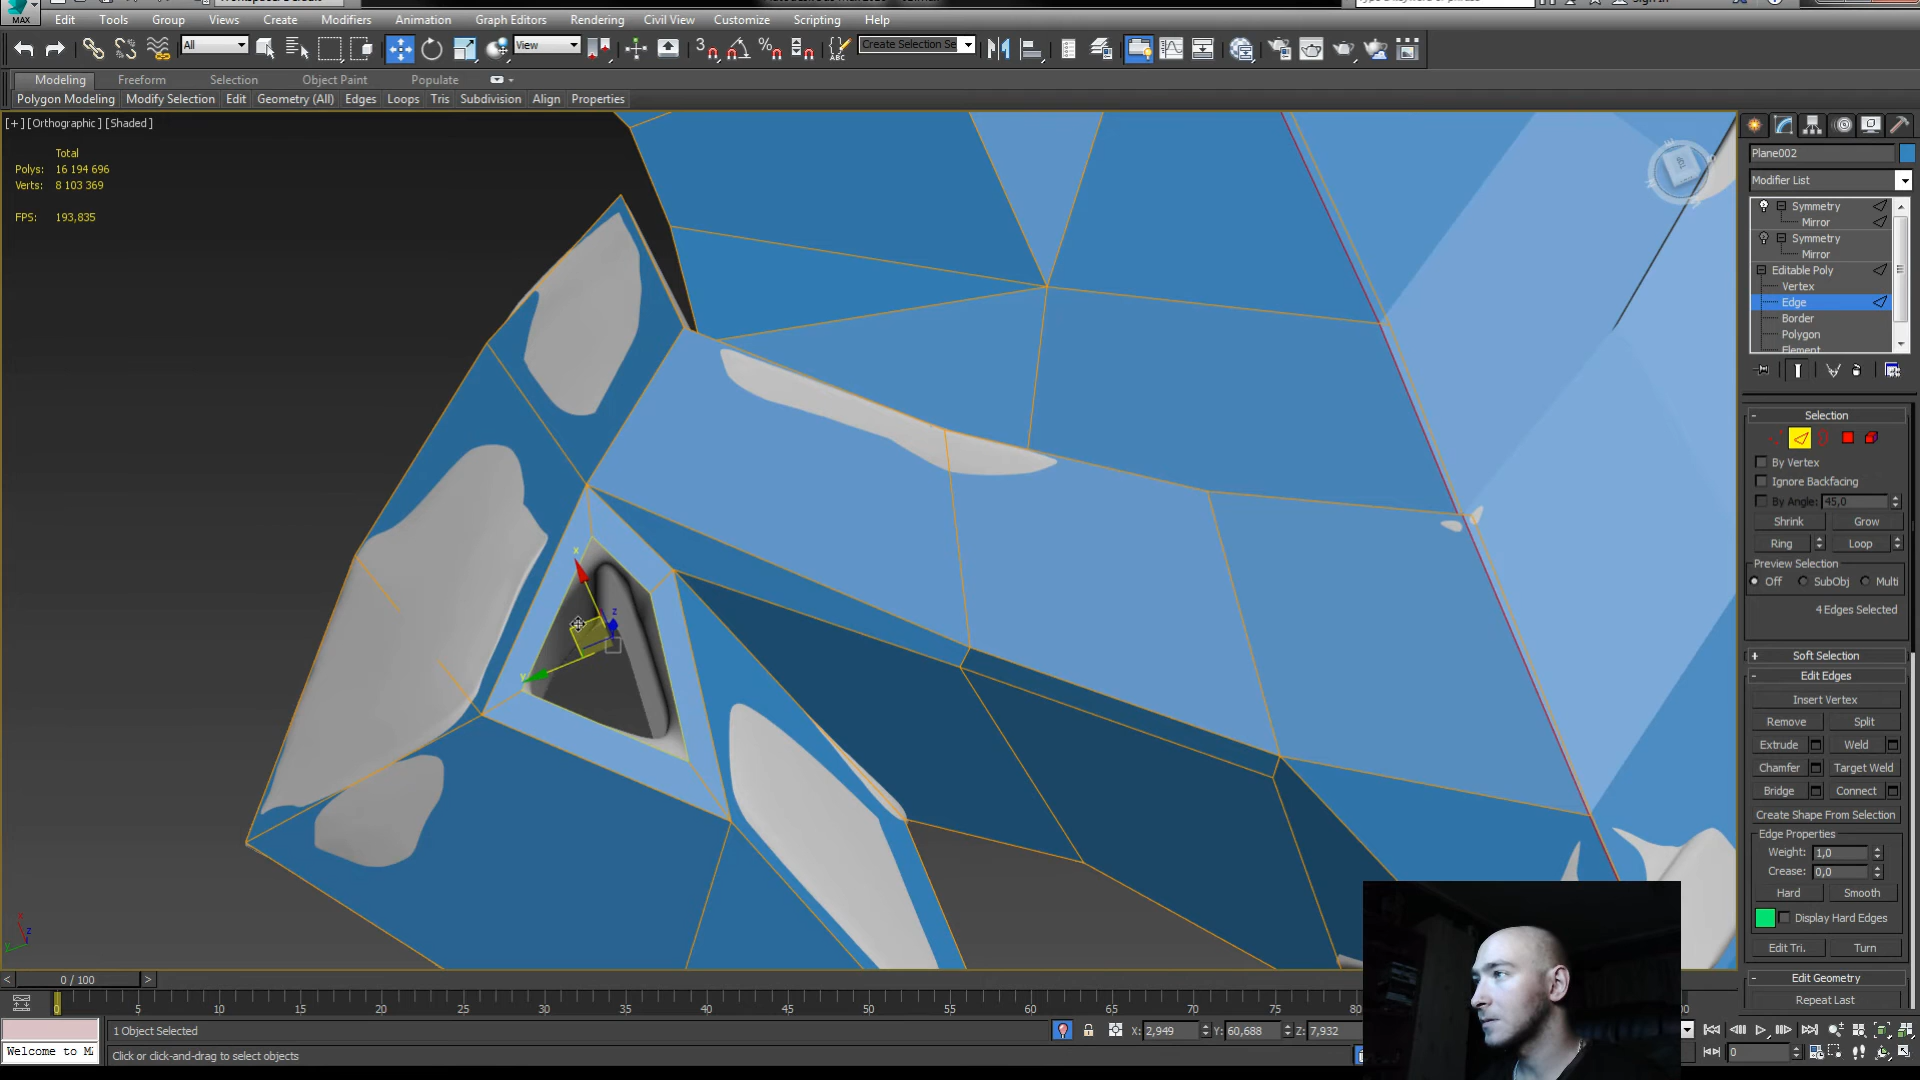 MAX
Edit Tools Group Views Create Modifiers Animation Graph Editors Rendering Civil View Customize Scripting Help
All
View
Create Selection Se
Modeling Freeform Selection Object Paint Populate
Polygon Modeling Modify Selection Edit Geometry (All) Edges Loops Tris Subdivision Align Properties
[+] [Orthographic] [Shaded]
Total
Polys: 16 194 696
Verts: 8 103 369
FPS: 193,835
x
z
y
Plane002
Modifier List
Symmetry
Mirror
Symmetry
Mirror
Editable Poly
Vertex
Edge
Border
Polygon
Element
Selection
By Vertex
Ignore Backfacing
By Angle: 45,0
Shrink Grow
Ring Loop
Preview Selection
Off SubObj Multi
4 Edges Selected
Soft Selection
Edit Edges
Insert Vertex
Remove Split
Extrude Weld
Chamfer Target Weld
Bridge Connect
Create Shape From Selection
Edge Properties
Weight: 1,0
Crease: 0,0
Hard Smooth
Display Hard Edges
Edit Tri. Turn
Edit Geometry
Repeat Last
0 / 100
0 5 10 15 20 25 30 35 40 45 50 55 60 65 70 75
1 Object Selected
X: 2,949 Y: 60,688 Z: 7,932
Welcome to M
Click or click-and-drag to select objects
0